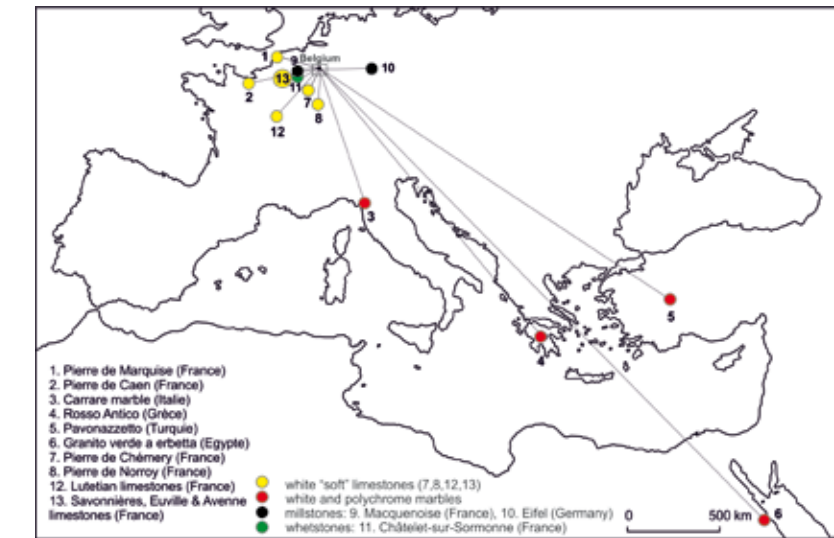 1
9
Belgium
10
13
11
2
7
8
12
3
5
4
6
1. Pierre de Marquise (France)
2. Pierre de Caen (France)
3. Carrare marble (Italie)
4. Rosso Antico (Grèce)
5. Pavonazzetto (Turquie)
6. Granito verde a erbetta (Egypte)
7. Pierre de Chémery (France)
8. Pierre de Norroy (France)
12. Lutetian limestones (France)
13. Savonnières, Euville & Avenne
limestones (France)
white "soft" limestones (7,8,12,13)
white and polychrome marbles
millstones: 9. Macquenoise (France), 10. Eifel (Germany)
whetstones: 11. Châtelet-sur-Sormonne (France)
0 500 km